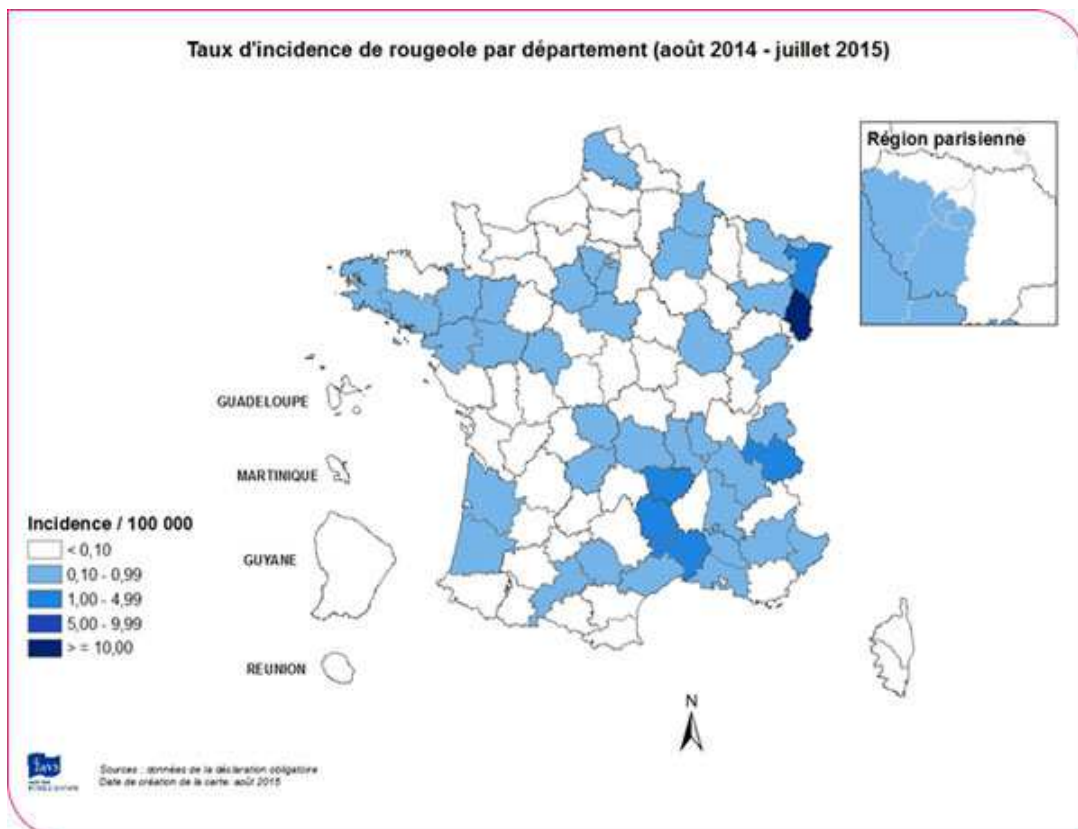 Taux d'incidence de rougeole par département (août 2014 - juillet 2015)
Région parisienne
GUADELOUPE
MARTINIQUE
Incidence / 100 000
< 0,10
0,10 - 0,99
1,00 - 4,99
5,00 - 9,99
> = 10,00
GUYANE
REUNION
N
Sources : données de la déclaration obligatoire
Date de création de la carte: août 2015